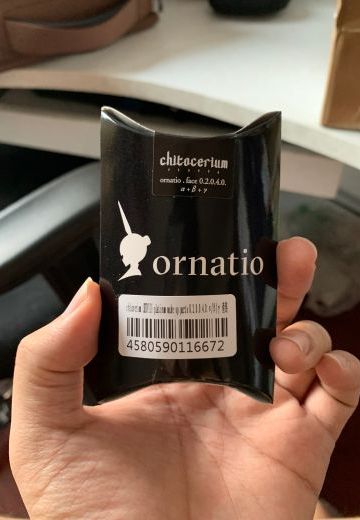 chitocerium
ornatio . face 0.2.0.4.0.
α + β + γ
ornatio
4580590116672